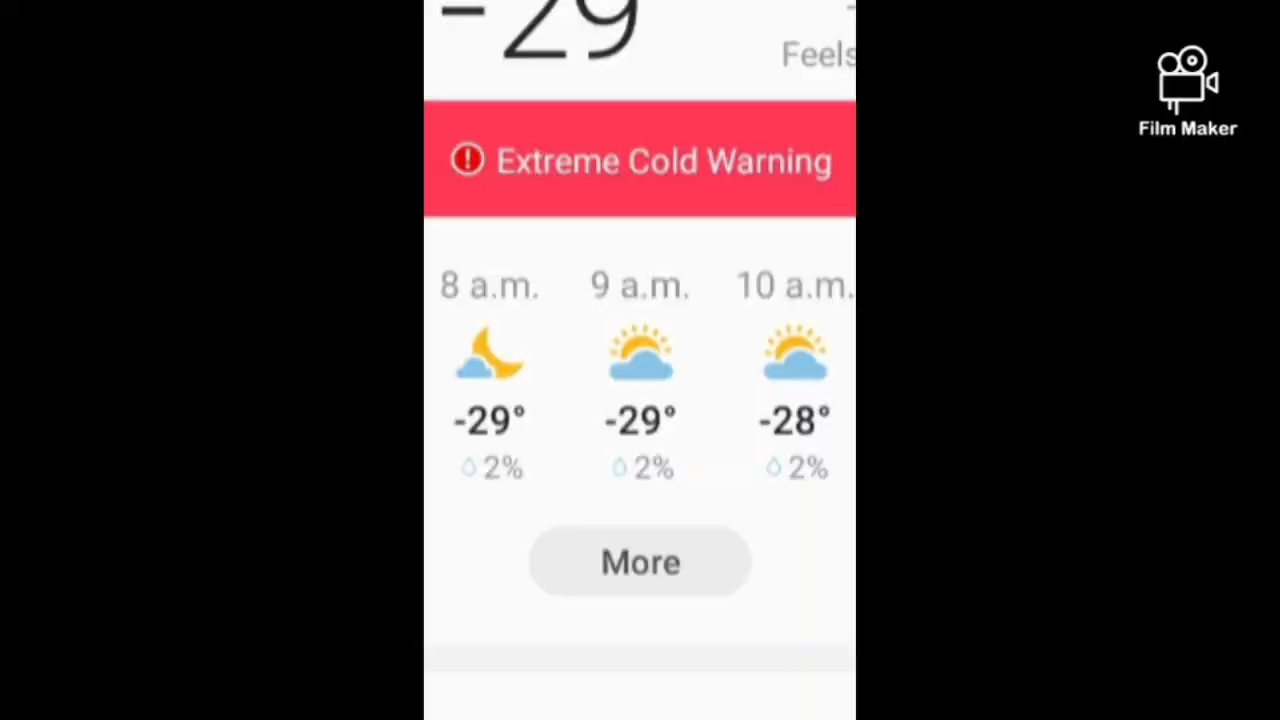 -29
Feels
Extreme Cold Warning
8 a.m. 9 a.m. 10 a.m.
-29° -29° -28°
2% 2% 2%
More
Film Maker